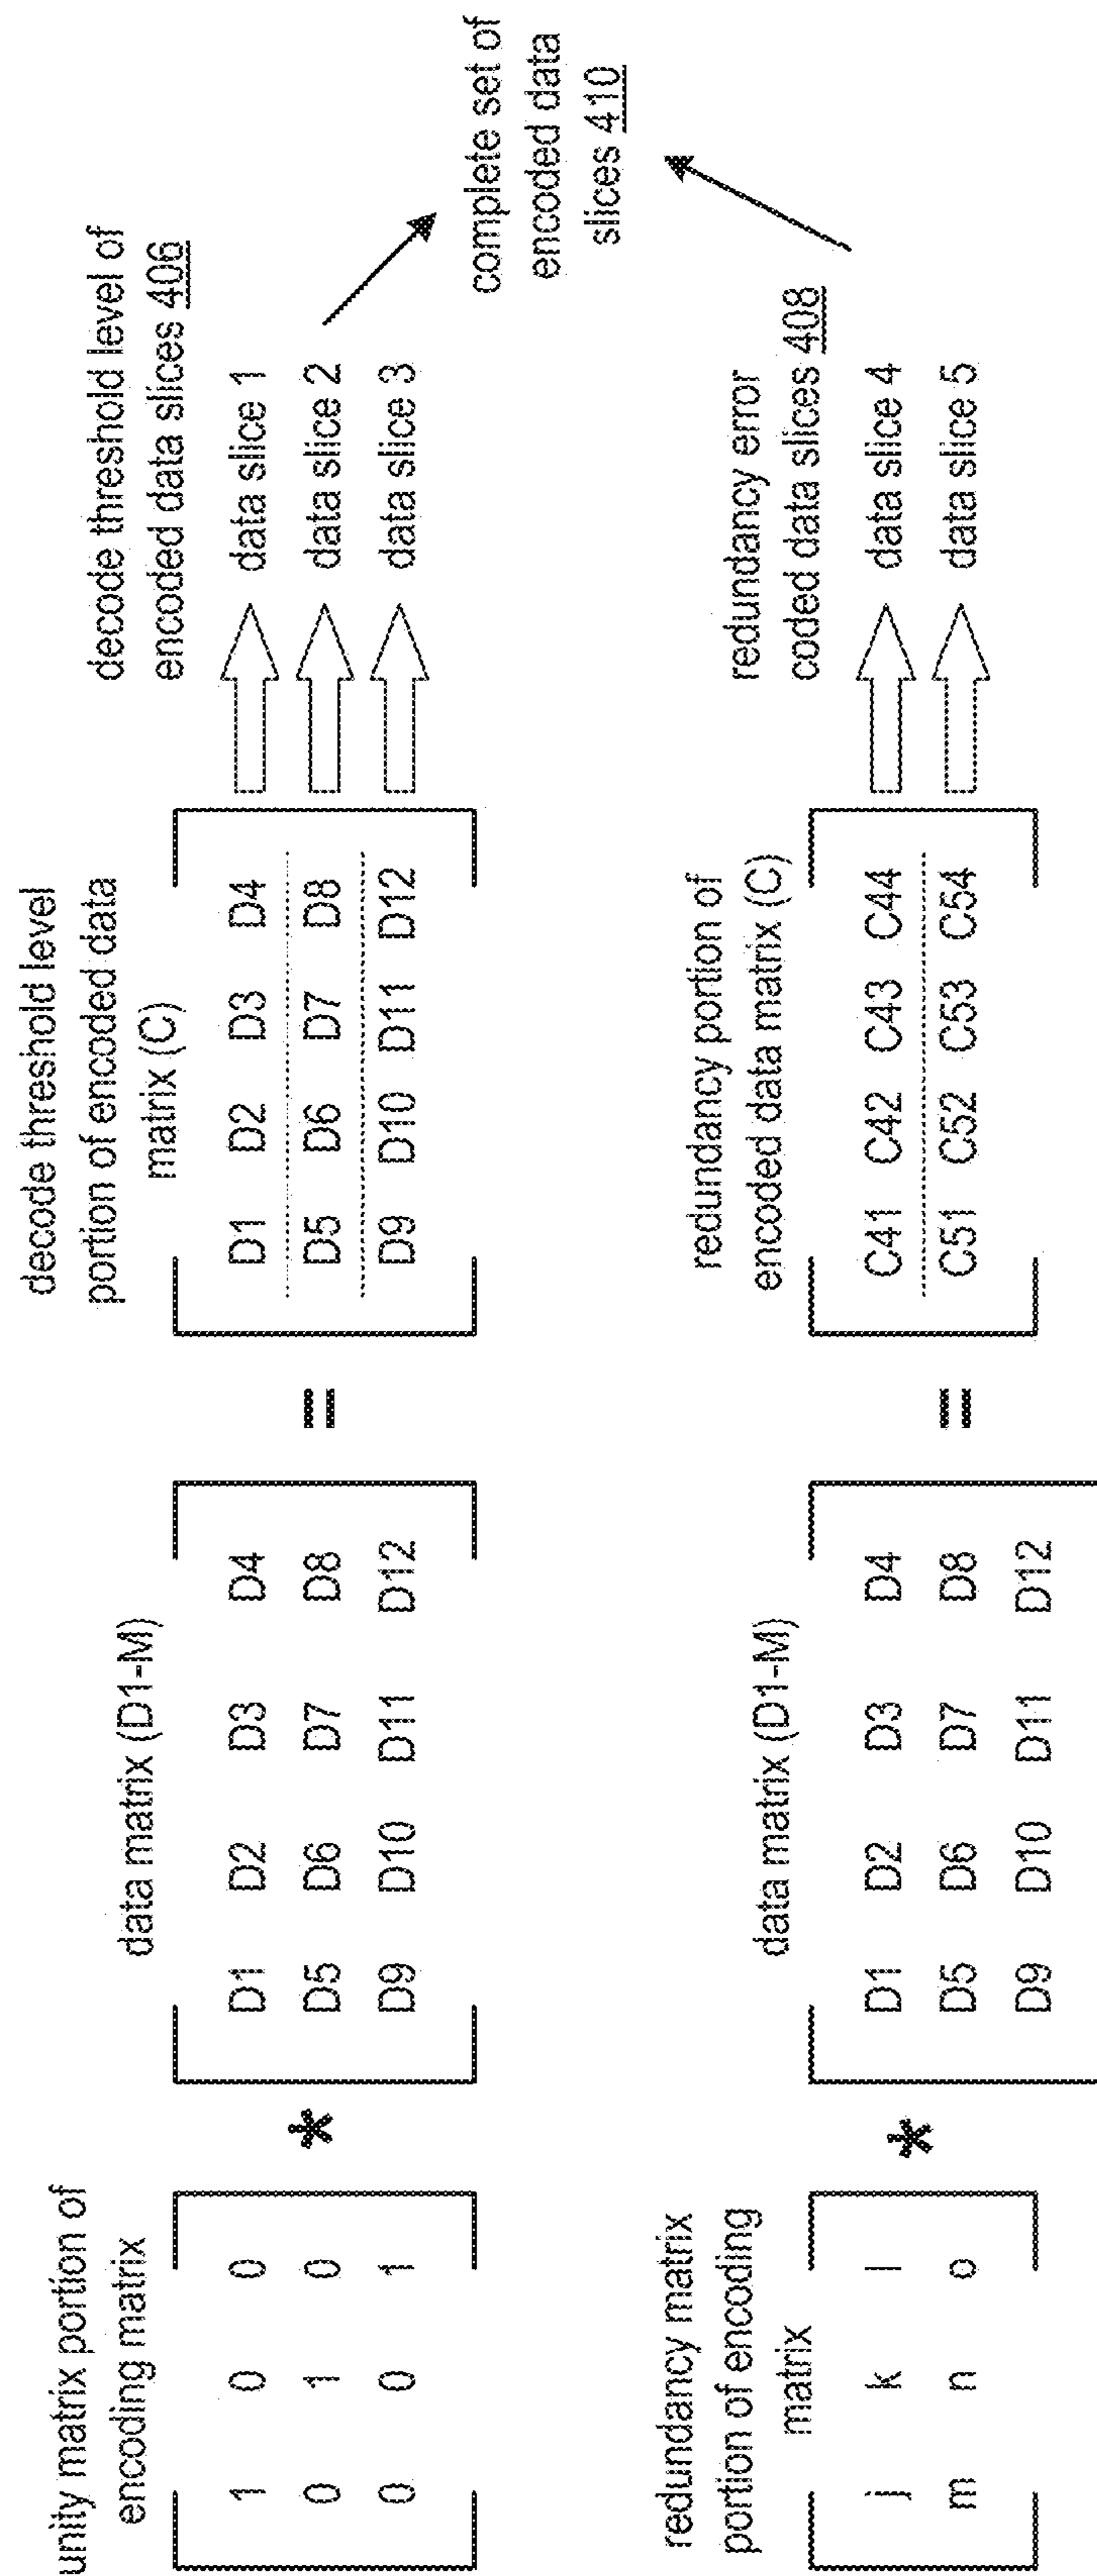 unity matrix portion of
encoding matrix
1 0 0
0 1 0
0 0 1
*
data matrix (D1-M)
D1 D2 D3 D4
D5 D6 D7 D8
D9 D10 D11 D12
=
decode threshold level
portion of encoded data
matrix (C)
D1 D2 D3 D4
D5 D6 D7 D8
D9 D10 D11 D12
decode threshold level of
encoded data slices 406
data slice 1
data slice 2
data slice 3
complete set of
encoded data
slices 410
redundancy matrix
portion of encoding
matrix
j k l
m n o
*
data matrix (D1-M)
D1 D2 D3 D4
D5 D6 D7 D8
D9 D10 D11 D12
=
redundancy portion of
encoded data matrix (C)
C41 C42 C43 C44
C51 C52 C53 C54
redundancy error
coded data slices 408
data slice 4
data slice 5